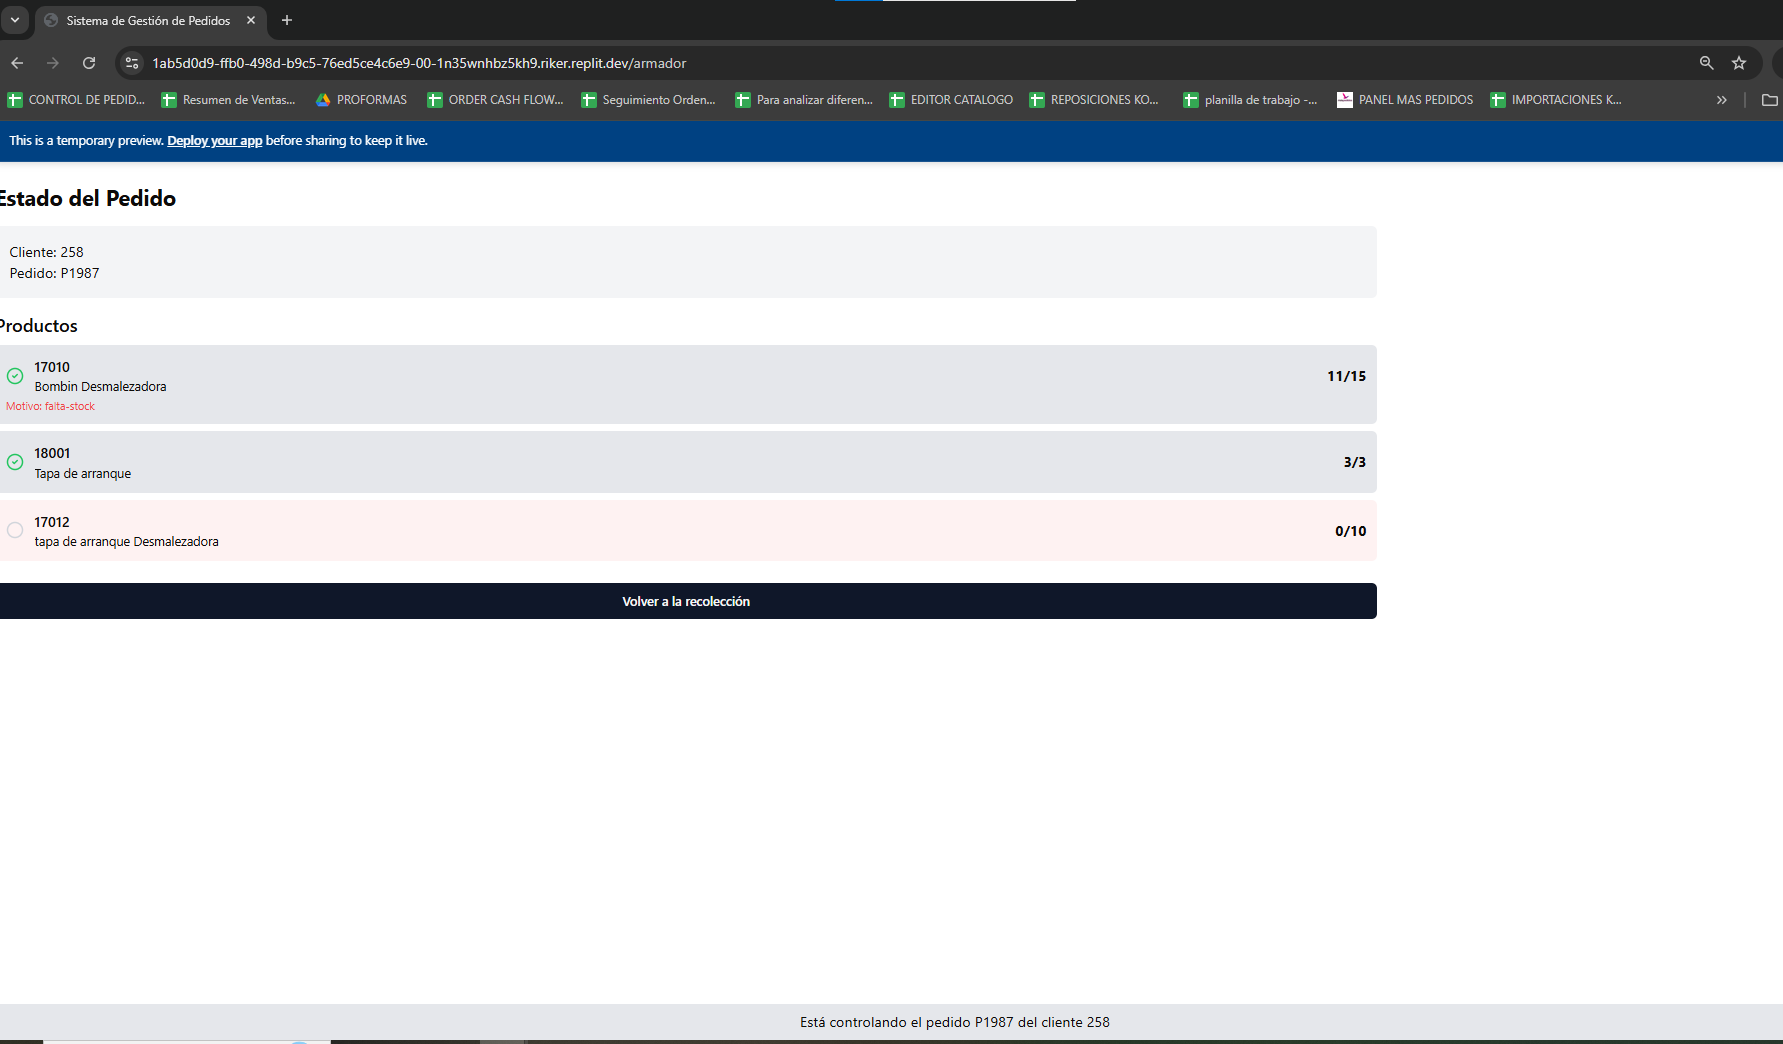 Sistema de Gestión de Pedidos
1ab5d0d9-ffb0-498d-b9c5-76ed5ce4c6e9-00-1n35wnhbz5kh9.riker.replit.dev/armador
CONTROL DE PEDID... Resumen de Ventas... PROFORMAS ORDER CASH FLOW... Seguimiento Orden... Para analizar diferen... EDITOR CATALOGO REPOSICIONES KO... planilla de trabajo -... PANEL MAS PEDIDOS IMPORTACIONES K...
This is a temporary preview. Deploy your app before sharing to keep it live.
Estado del Pedido
Cliente: 258
Pedido: P1987
Productos
17010
Bombin Desmalezadora
11/15
Motivo: falta-stock
18001
Tapa de arranque
3/3
17012
tapa de arranque Desmalezadora
0/10
Volver a la recolección
Está controlando el pedido P1987 del cliente 258